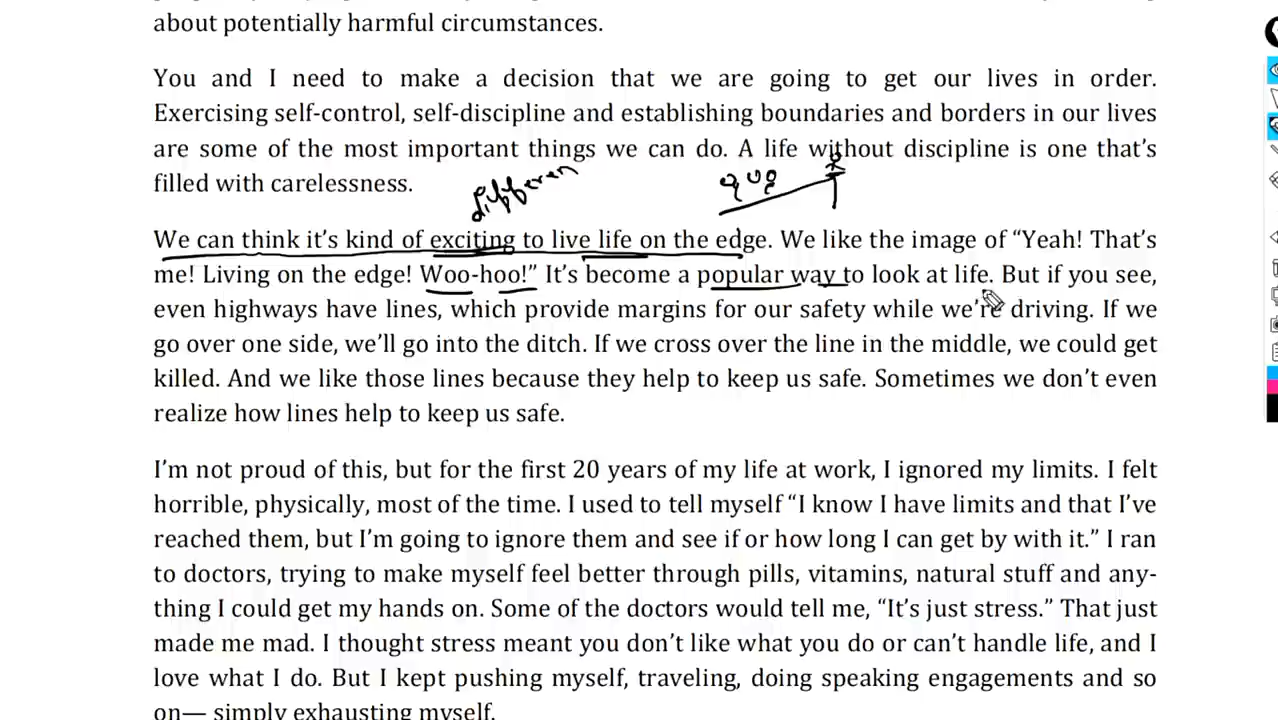 about potentially harmful circumstances.
You and I need to make a decision that we are going to get our lives in order.
Exercising self-control, self-discipline and establishing boundaries and borders in our lives
are some of the most important things we can do. A life without discipline is one that's
filled with carelessness.
differen
We can think it's kind of exciting to live life on the edge. We like the image of “Yeah! That's
me! Living on the edge! Woo-hoo!” It's become a popular way to look at life. But if you see,
even highways have lines, which provide margins for our safety while we're driving. If we
go over one side, we'll go into the ditch. If we cross over the line in the middle, we could get
killed. And we like those lines because they help to keep us safe. Sometimes we don't even
realize how lines help to keep us safe.
I'm not proud of this, but for the first 20 years of my life at work, I ignored my limits. I felt
horrible, physically, most of the time. I used to tell myself “I know I have limits and that I've
reached them, but I'm going to ignore them and see if or how long I can get by with it.” I ran
to doctors, trying to make myself feel better through pills, vitamins, natural stuff and any-
thing I could get my hands on. Some of the doctors would tell me, “It's just stress.” That just
made me mad. I thought stress meant you don't like what you do or can't handle life, and I
love what I do. But I kept pushing myself, traveling, doing speaking engagements and so
on— simply exhausting myself.